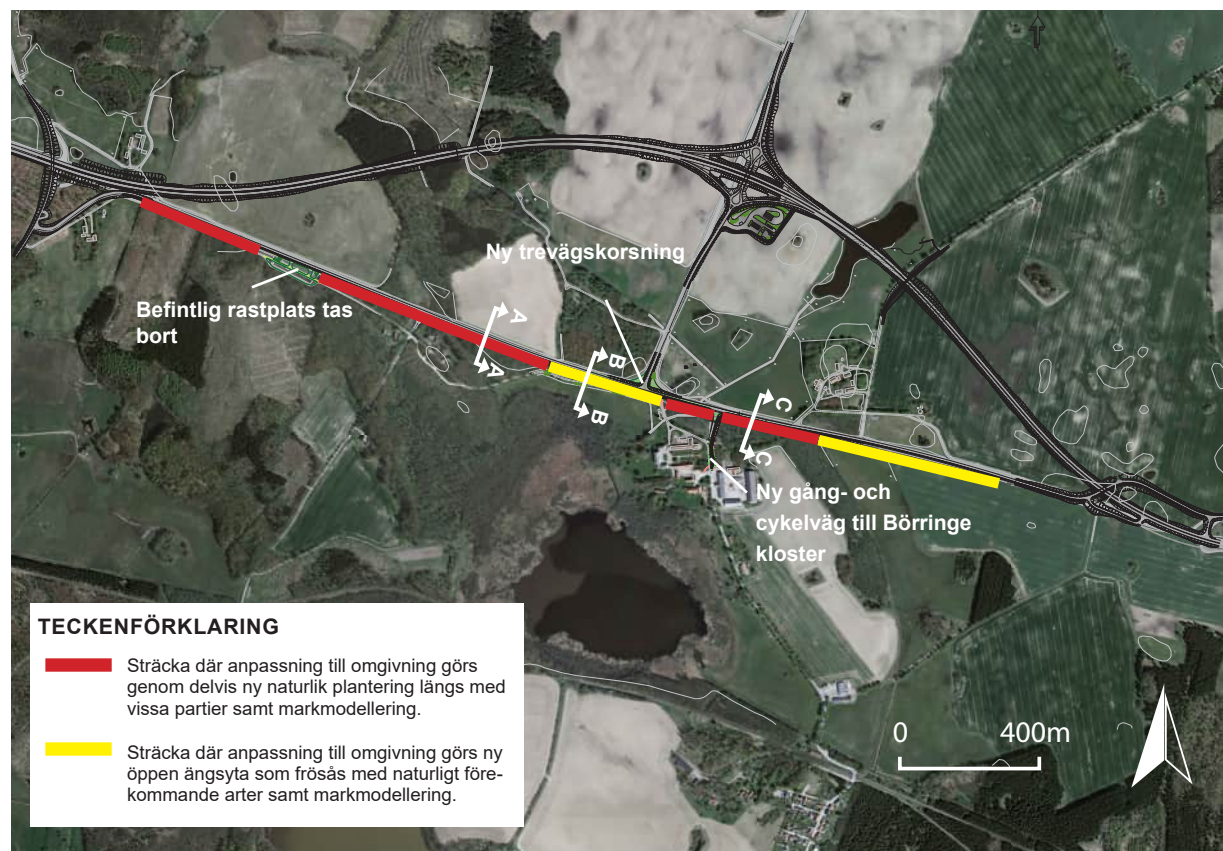 Ny trevägskorsning
Befintlig rastplats tas
bort
A
A
B
B
C
C
Ny gång- och
cykelväg till Börringe
kloster
TECKENFÖRKLARING
Sträcka där anpassning till omgivning görs
genom delvis ny naturlik plantering längs med
vissa partier samt markmodellering.
Sträcka där anpassning till omgivning görs ny
öppen ängsyta som frösås med naturligt före-
kommande arter samt markmodellering.
0 400m